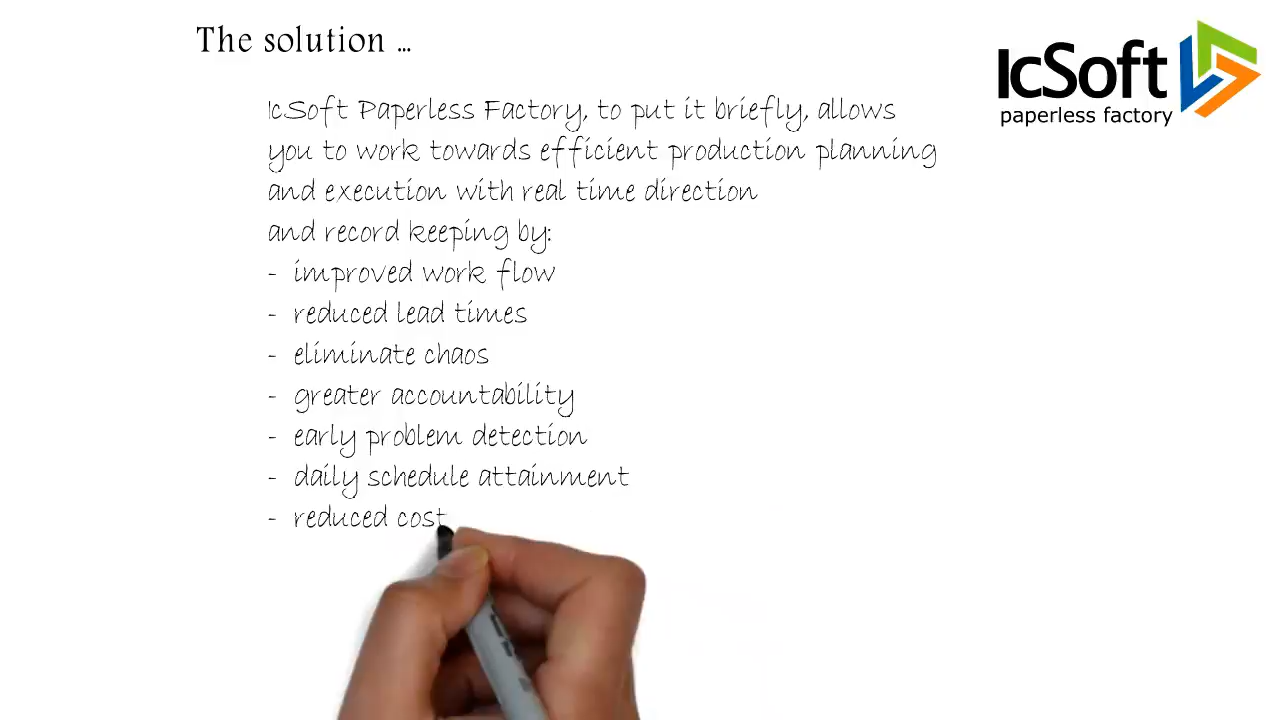 The solution ...
IcSoft
paperless factory
IcSoft Paperless Factory, to put it briefly, allows
you to work towards efficient production planning
and execution with real time direction
and record keeping by:
- improved work flow
- reduced lead times
- eliminate chaos
- greater accountability
- early problem detection
- daily schedule attainment
- reduced cost